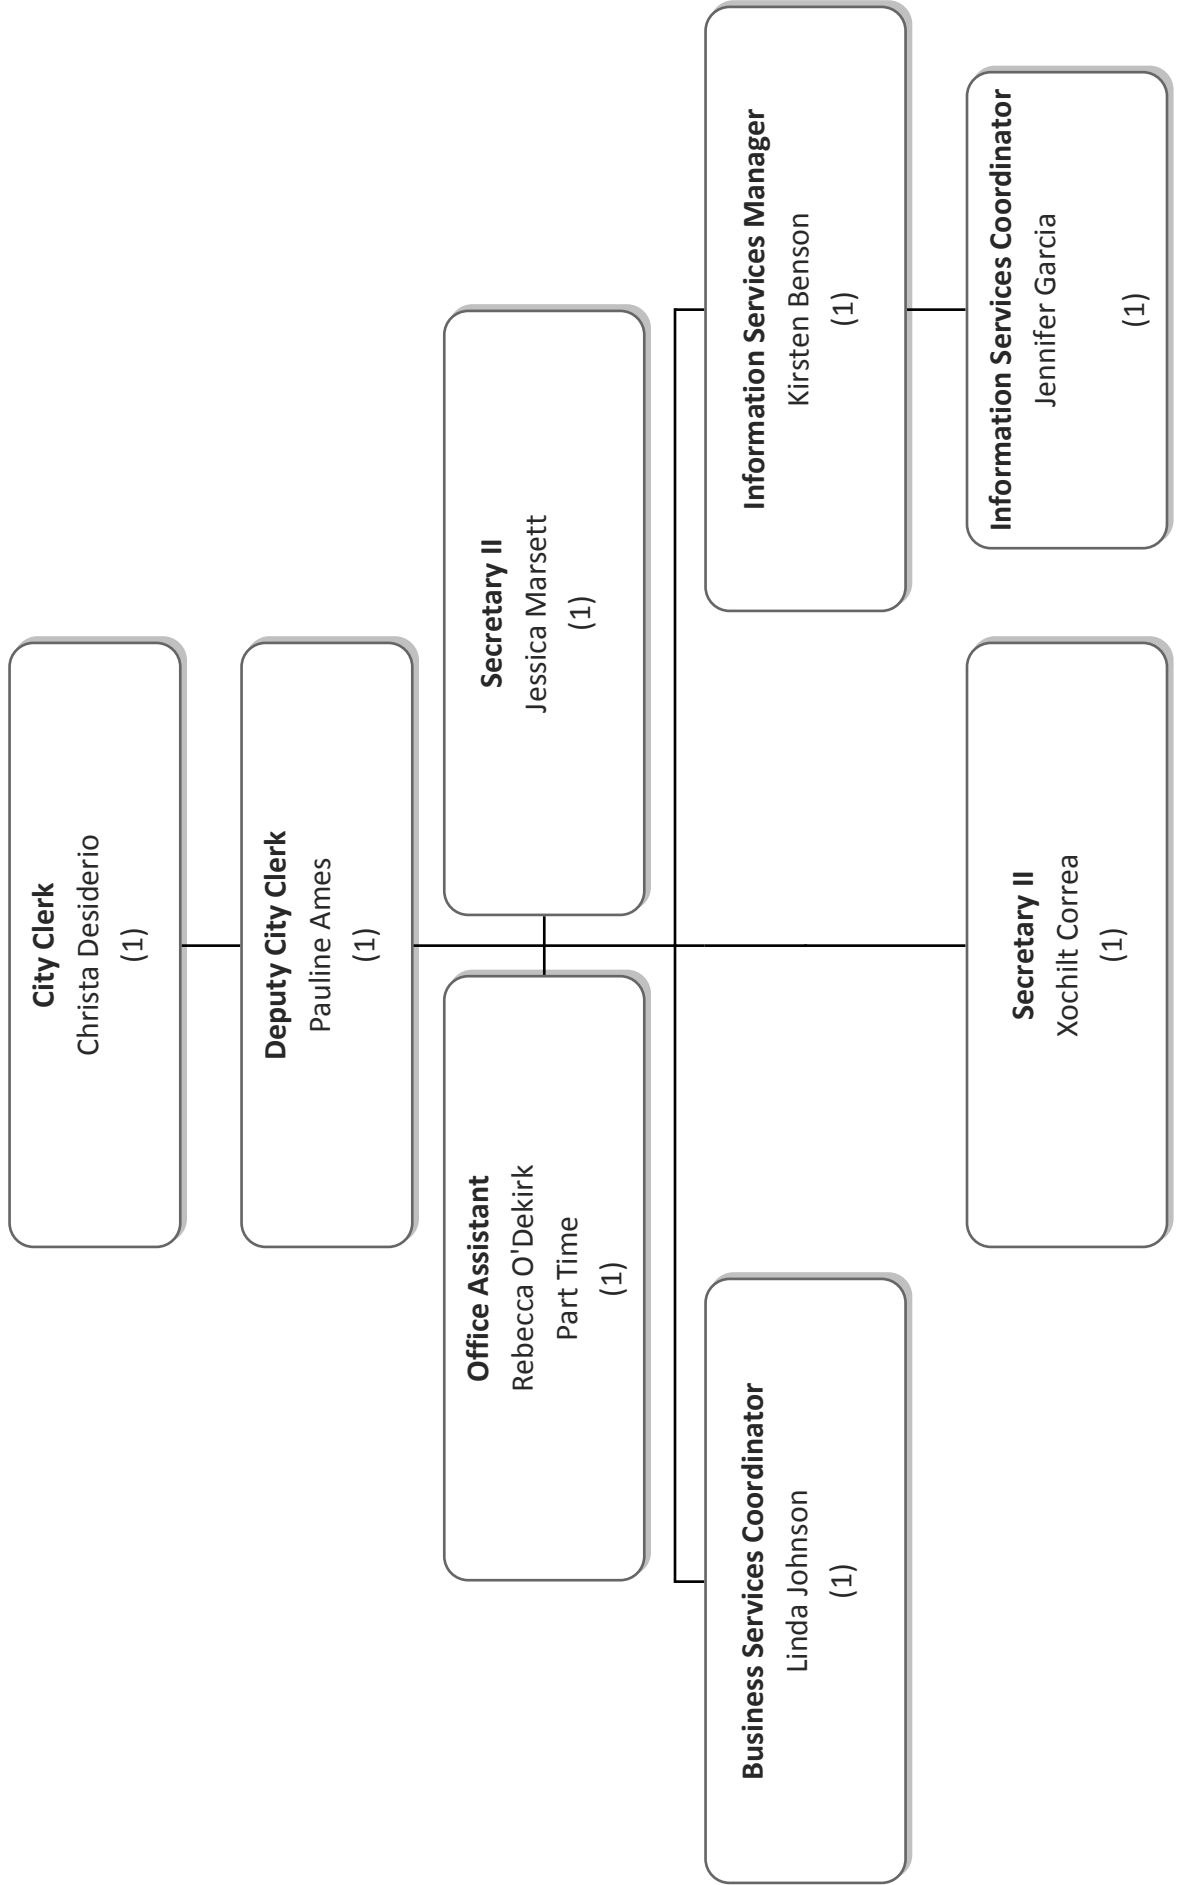 City Clerk
Christa Desiderio
(1)
Deputy City Clerk
Pauline Ames
(1)
Office Assistant
Rebecca O'Dekirk
Part Time
(1)
Secretary II
Jessica Marsett
(1)
Business Services Coordinator
Linda Johnson
(1)
Information Services Manager
Kirsten Benson
(1)
Secretary II
Xochilt Correa
(1)
Information Services Coordinator
Jennifer Garcia
(1)